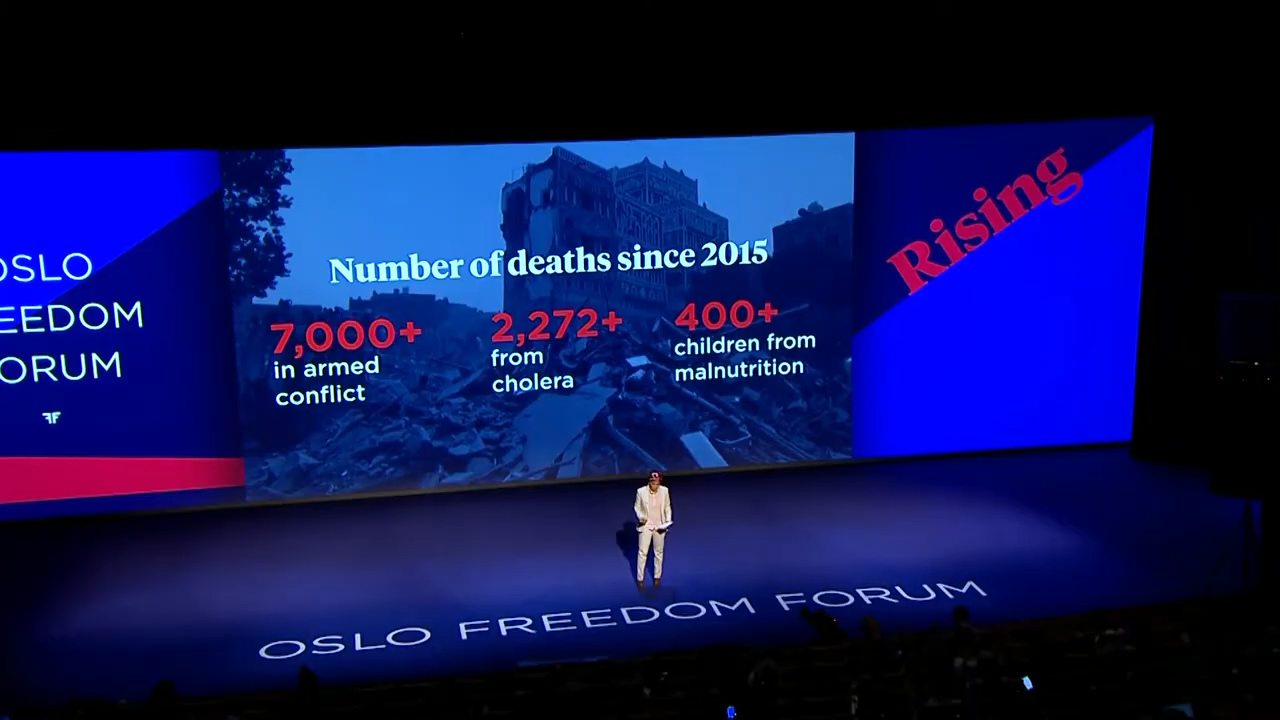 OSLO
EEDOM
ORUM
Number of deaths since 2015
7,000+
in armed
conflict
2,272+
from
cholera
400+
children from
malnutrition
Rising
OSLO FREEDOM FORUM